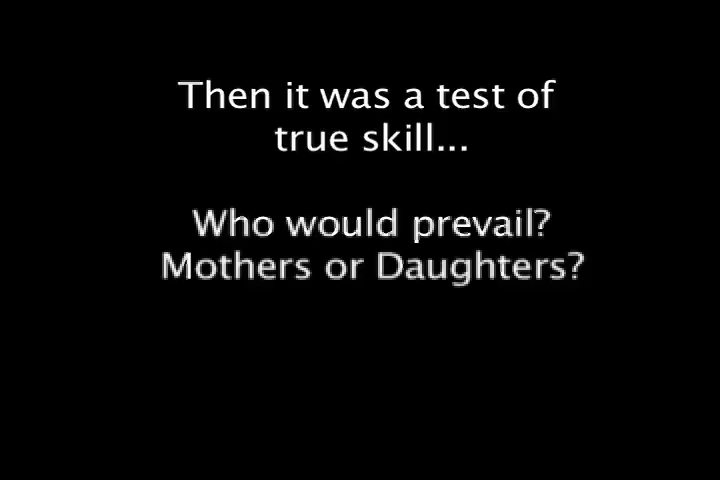 Then it was a test of
true skill...
Who would prevail?
Mothers or Daughters?